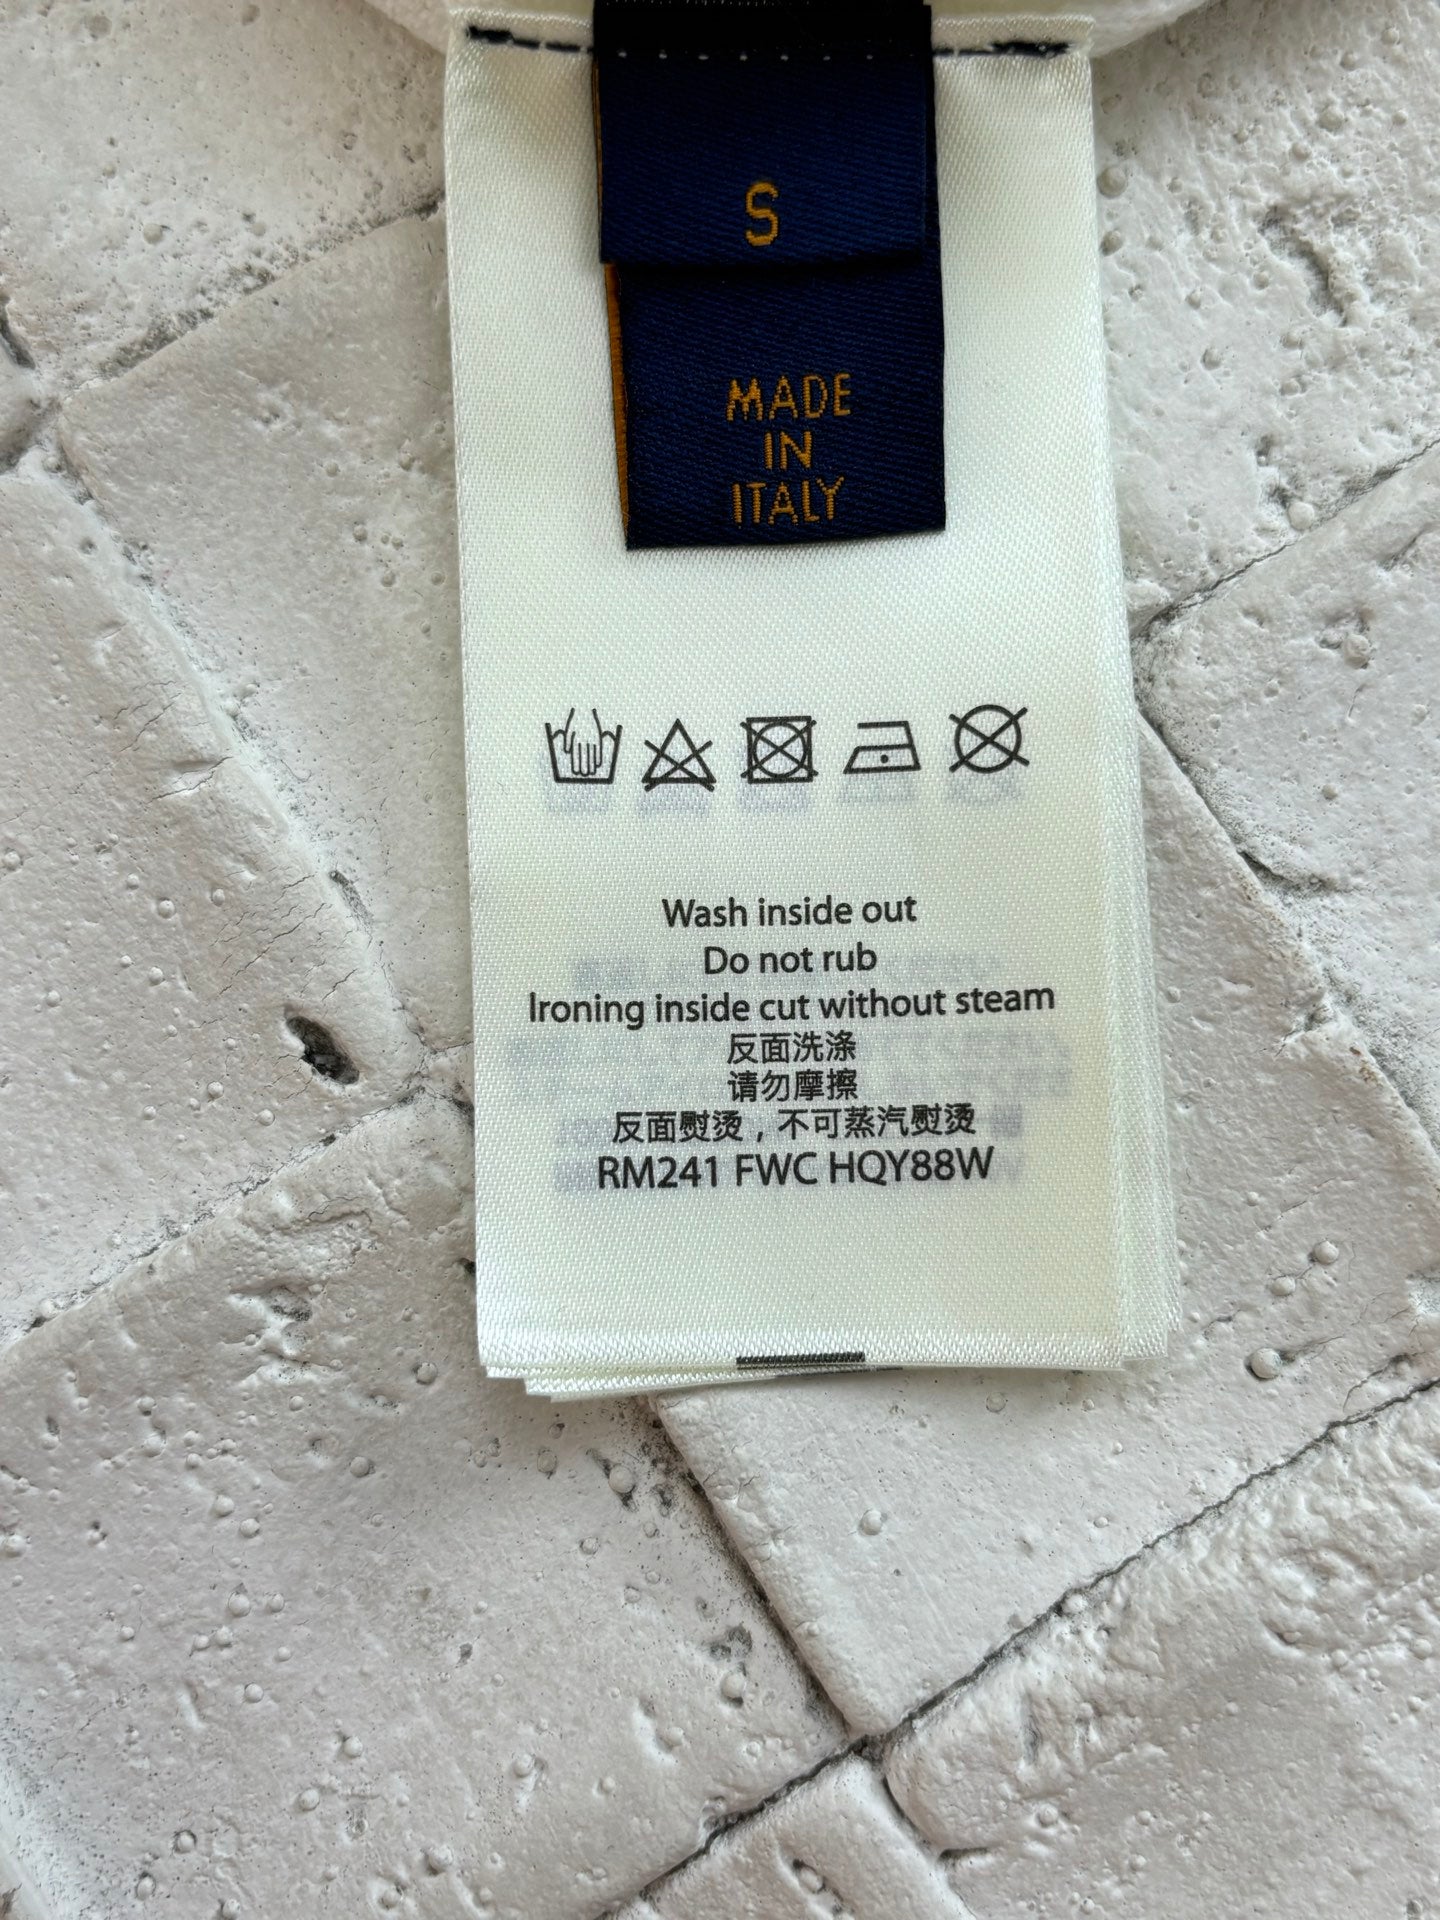 S
MADE
IN
ITALY
Wash inside out
Do not rub
Ironing inside cut without steam
反面洗涤
请勿摩擦
反面熨烫，不可蒸汽熨烫
RM241 FWC HQY88W